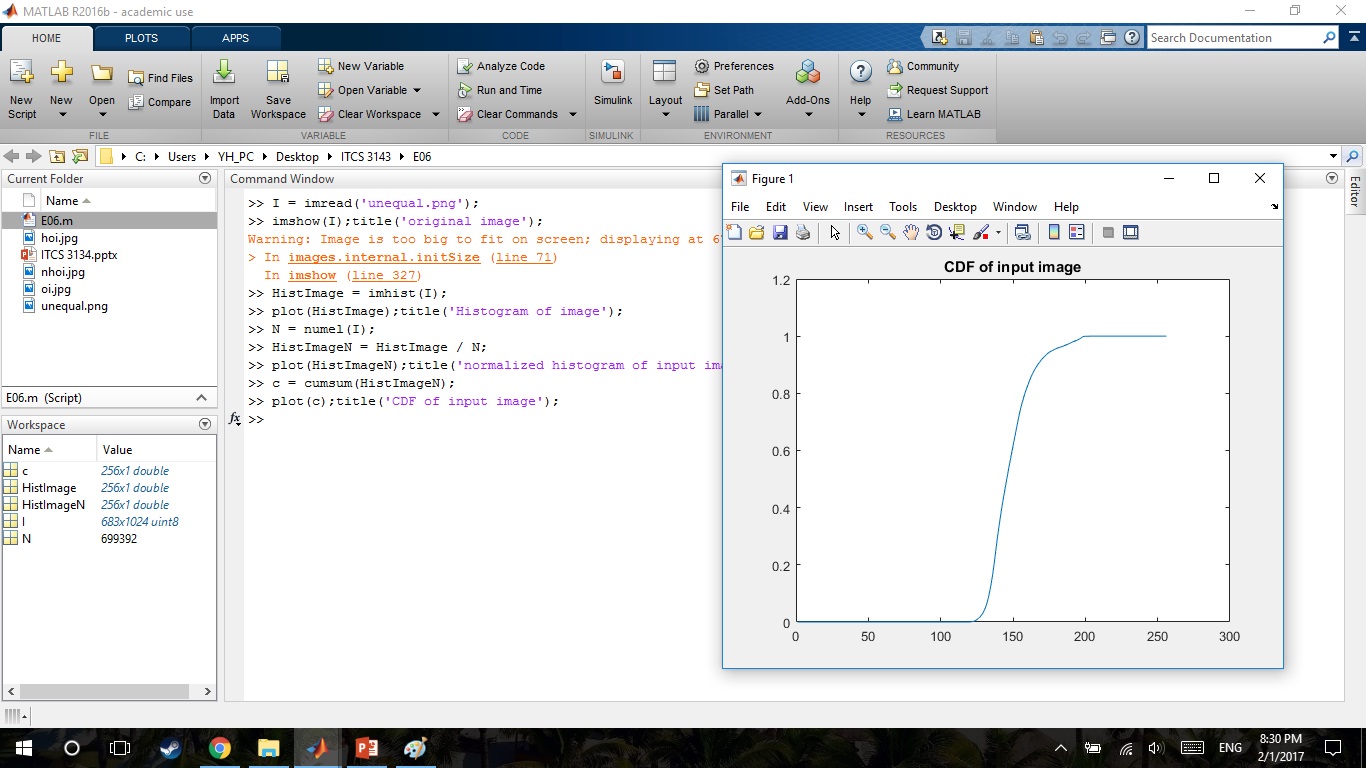 MATLAB R2016b - academic use
HOME PLOTS APPS
Search Documentation
New Script
New
Open
Find Files
Compare
Import Data
Save Workspace
New Variable
Open Variable
Clear Workspace
Analyze Code
Run and Time
Clear Commands
Simulink
Layout
Preferences
Set Path
Parallel
Add-Ons
Help
Community
Request Support
Learn MATLAB
FILE VARIABLE CODE SIMULINK ENVIRONMENT RESOURCES
C: Users YH_PC Desktop ITCS 3143 E06
Current Folder
Name
E06.m
hoi.jpg
ITCS 3134.pptx
nhoi.jpg
oi.jpg
unequal.png
E06.m (Script)
Workspace
Name Value
c 256x1 double
HistImage 256x1 double
HistImageN 256x1 double
I 683x1024 uint8
N 699392
Command Window
>> I = imread('unequal.png');
>> imshow(I);title('original image');
Warning: Image is too big to fit on screen; displaying at 6
> In images.internal.initSize (line 71)
In imshow (line 327)
>> HistImage = imhist(I);
>> plot(HistImage);title('Histogram of image');
>> N = numel(I);
>> HistImageN = HistImage / N;
>> plot(HistImageN);title('normalized histogram of input ima
>> c = cumsum(HistImageN);
>> plot(c);title('CDF of input image');
fx >>
Editor
Figure 1
File Edit View Insert Tools Desktop Window Help
CDF of input image
1.2
1
0.8
0.6
0.4
0.2
0
0 50 100 150 200 250 300
ENG
8:30 PM
2/1/2017